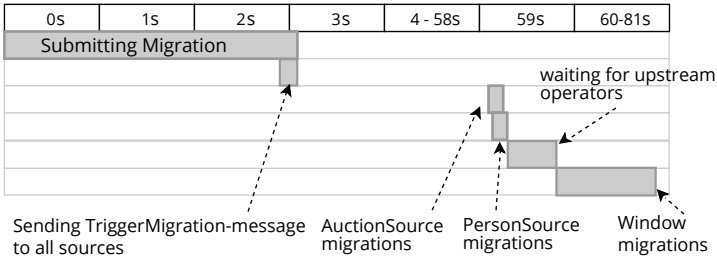 0s 1s 2s 3s 4 - 58s 59s 60-81s
Submitting Migration
waiting for upstream
operators
Sending TriggerMigration-message
to all sources
AuctionSource
migrations
PersonSource
migrations
Window
migrations